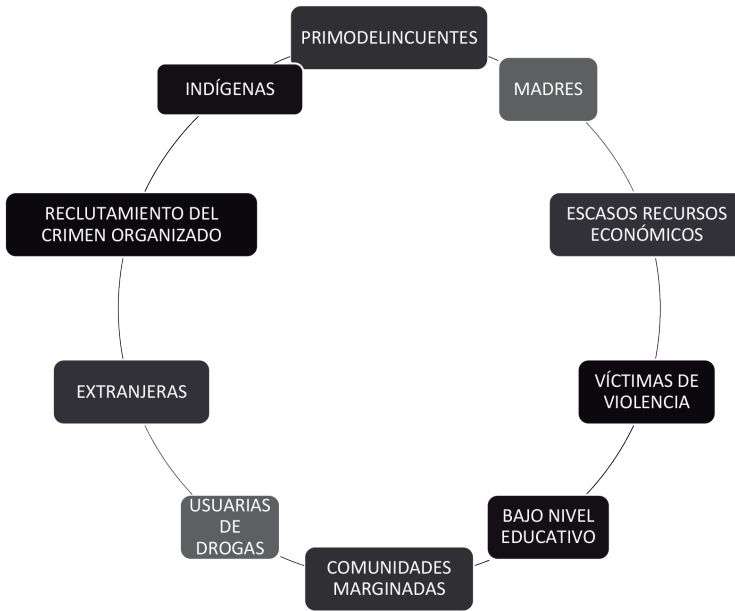 PRIMODELINCUENTES
MADRES
ESCASOS RECURSOS
ECONÓMICOS
VÍCTIMAS DE
VIOLENCIA
BAJO NIVEL
EDUCATIVO
COMUNIDADES
MARGINADAS
USUARIAS
DE
DROGAS
EXTRANJERAS
RECLUTAMIENTO DEL
CRIMEN ORGANIZADO
INDÍGENAS